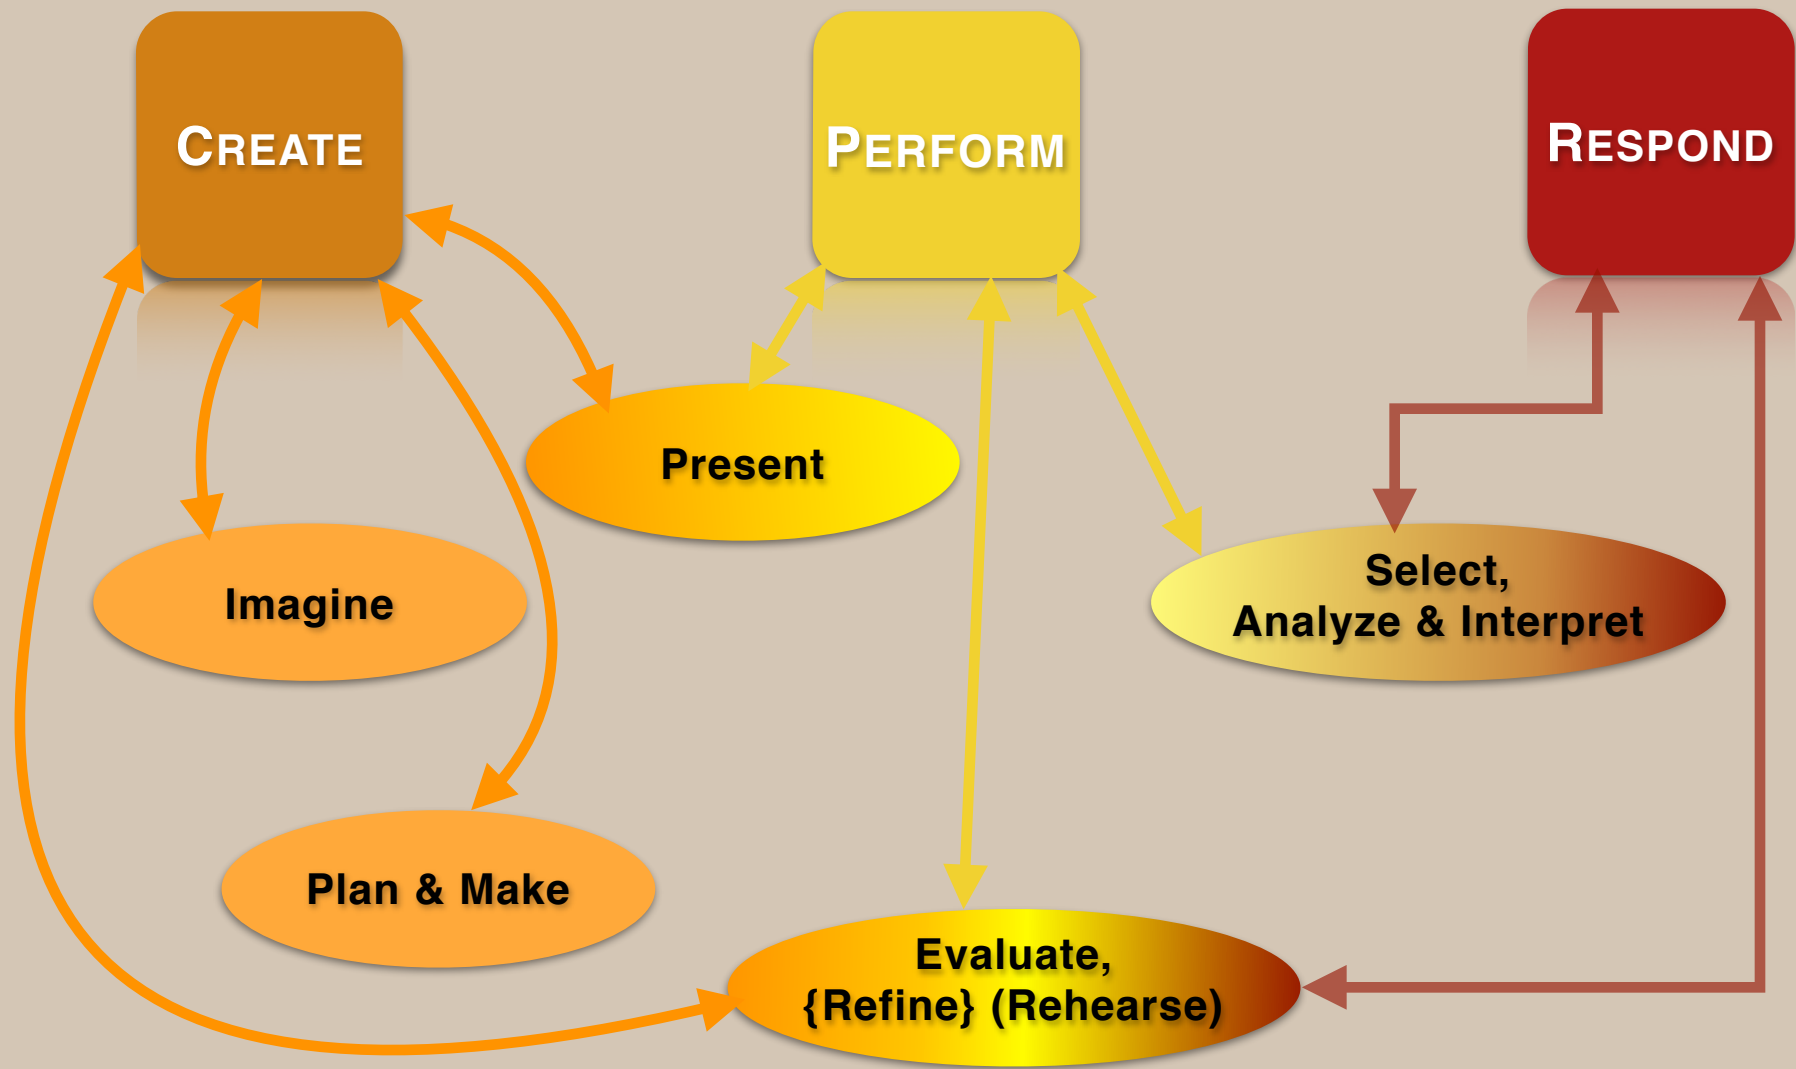 CREATE
PERFORM
RESPOND
Present
Imagine
Select,
Analyze & Interpret
Plan & Make
Evaluate,
{Refine} (Rehearse)